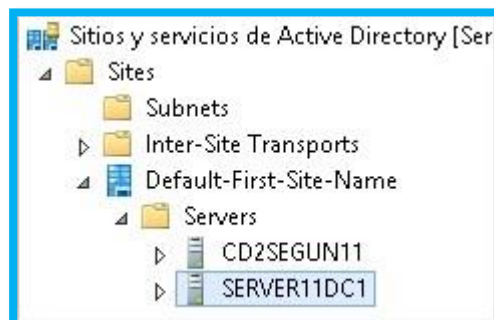 Sitios y servicios de Active Directory [Ser
Sites
Subnets
Inter-Site Transports
Default-First-Site-Name
Servers
CD2SEGUN11
SERVER11DC1